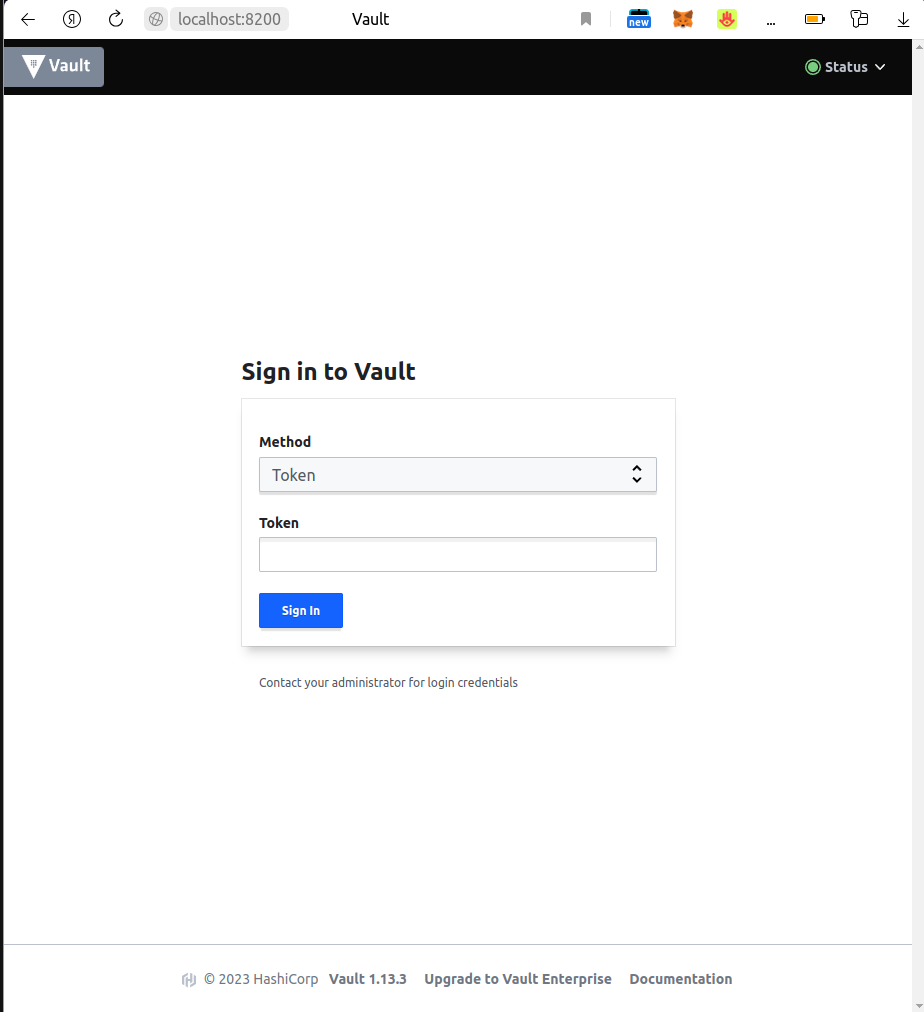 localhost:8200 Vault
new
...
Vault
Status
Sign in to Vault
Method
Token
Token
Sign In
Contact your administrator for login credentials
© 2023 HashiCorp Vault 1.13.3 Upgrade to Vault Enterprise Documentation